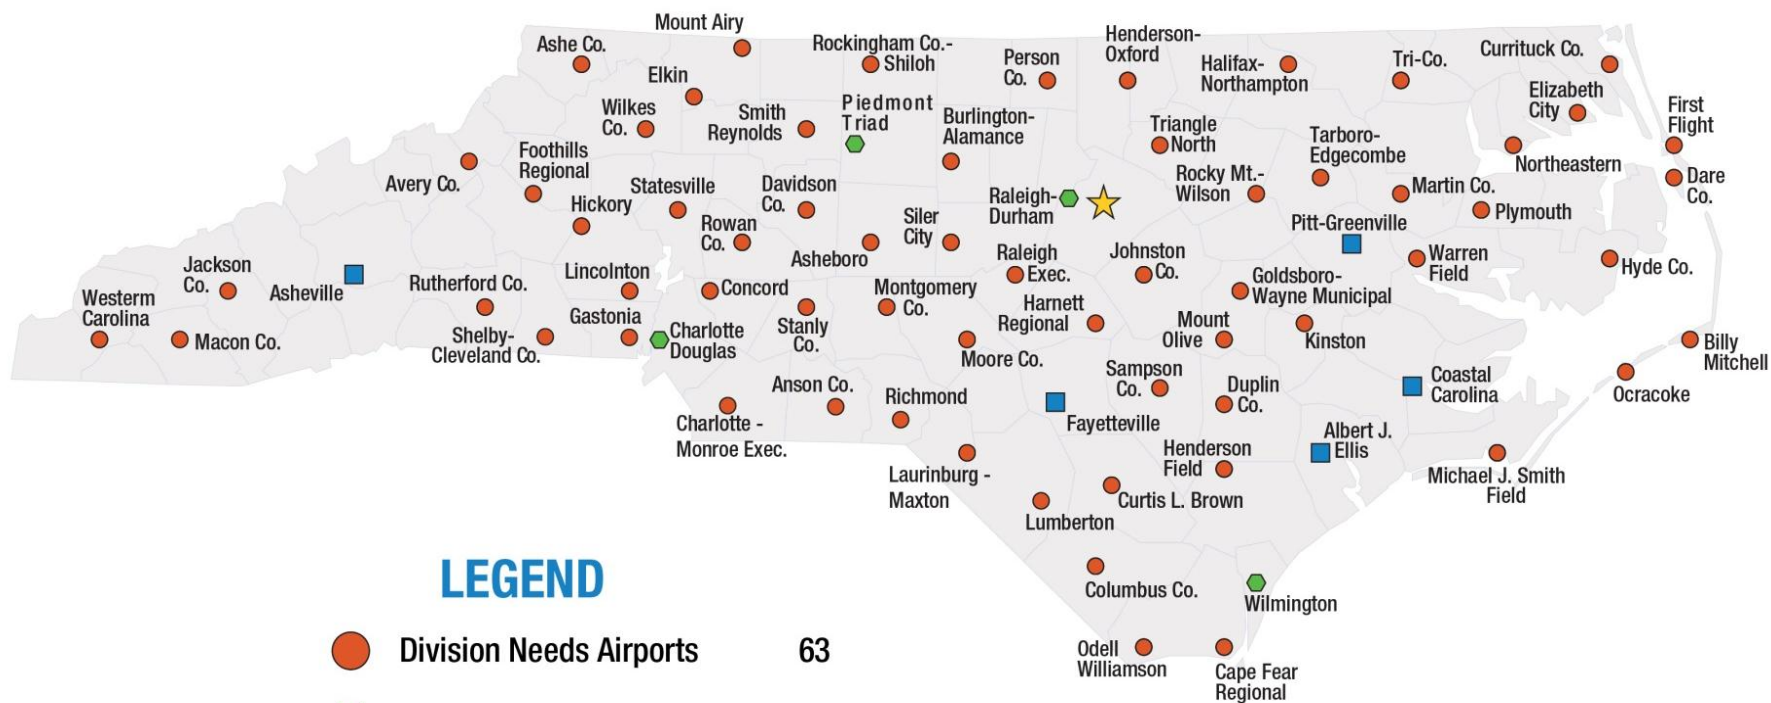 Mount Airy
Ashe Co.
Rockingham Co.-
Shiloh
Henderson-
Oxford
Person
Co.
Halifax-
Northampton
Tri-Co.
Currituck Co.
Elkin
Wilkes
Co.
Smith
Reynolds
Piedmont
Triad
Burlington-
Alamance
Triangle
North
Tarboro-
Edgecombe
Elizabeth
City
First
Flight
Northeastern
Dare
Co.
Avery Co.
Foothills
Regional
Hickory
Statesville
Davidson
Co.
Rowan
Co.
Asheboro
Siler
City
Raleigh-
Durham
Rocky Mt.-
Wilson
Martin Co.
Plymouth
Pitt-Greenville
Warren
Field
Hyde Co.
Jackson
Co.
Asheville
Rutherford Co.
Lincolnton
Concord
Montgomery
Co.
Raleigh
Exec.
Johnston
Co.
Goldsboro-
Wayne Municipal
Westerm
Carolina
Macon Co.
Shelby-
Cleveland Co.
Gastonia
Charlotte
Douglas
Stanly
Co.
Moore Co.
Harnett
Regional
Mount
Olive
Kinston
Billy
Mitchell
Ocracoke
Charlotte -
Monroe Exec.
Anson Co.
Richmond
Fayetteville
Sampson
Co.
Duplin
Co.
Coastal
Carolina
Albert J.
Ellis
Michael J. Smith
Field
Laurinburg -
Maxton
Lumberton
Curtis L. Brown
Henderson
Field
Columbus Co.
Wilmington
Odell
Williamson
Cape Fear
Regional
LEGEND
Division Needs Airports 63